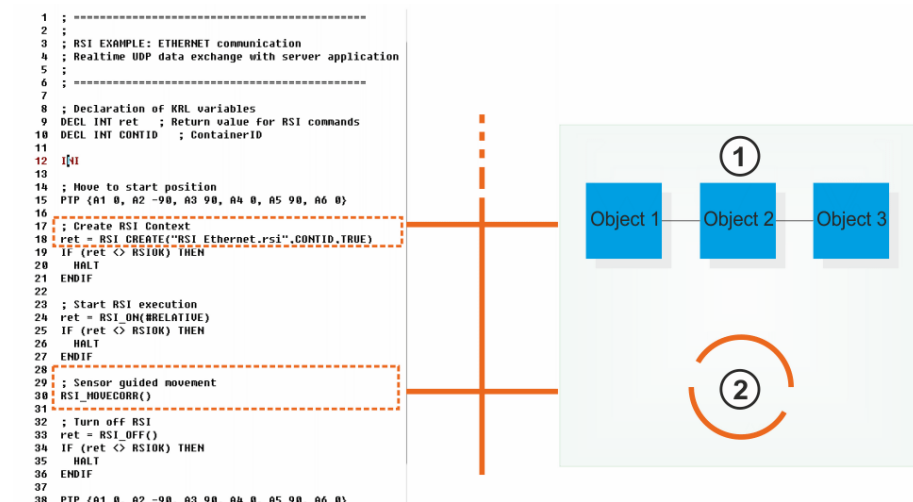 1 ; ===============================================
2 ;
3 ; RSI EXAMPLE: ETHERNET communication
4 ; Realtime UDP data exchange with server application
5 ;
6 ; ===============================================
7
8 ; Declaration of KRL variables
9 DECL INT ret ; Return value for RSI commands
10 DECL INT CONTID ; ContainerID
11
12 INI
13
14 ; Move to start position
15 PTP {A1 0, A2 -90, A3 90, A4 0, A5 90, A6 0}
16
17 ; Create RSI Context
18 ret = RSI_CREATE("RSI_Ethernet.rsi",CONTID,TRUE)
19 IF (ret <> RSIOK) THEN
20 HALT
21 ENDIF
22
23 ; Start RSI execution
24 ret = RSI_ON(#RELATIVE)
25 IF (ret <> RSIOK) THEN
26 HALT
27 ENDIF
28
29 ; Sensor guided movement
30 RSI_MOVECORR()
31
32 ; Turn off RSI
33 ret = RSI_OFF()
34 IF (ret <> RSIOK) THEN
35 HALT
36 ENDIF
37
38 PTP {A1 0, A2 -90, A3 90, A4 0, A5 90, A6 0}
1
Object 1 Object 2 Object 3
2